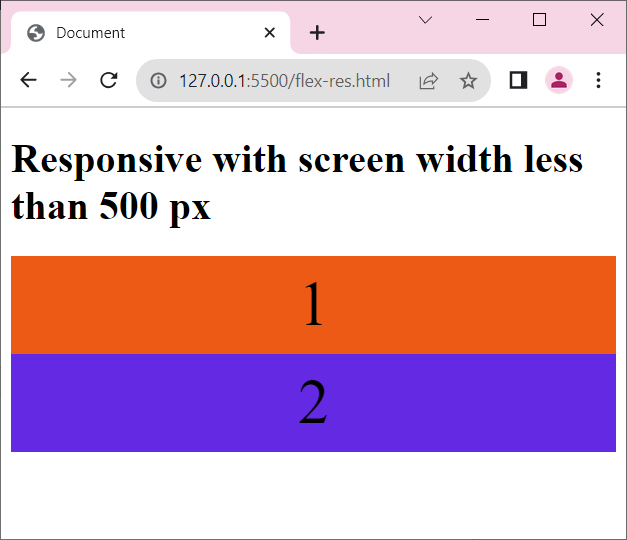 Document
127.0.0.1:5500/flex-res.html
Responsive with screen width less
than 500 px
1
2